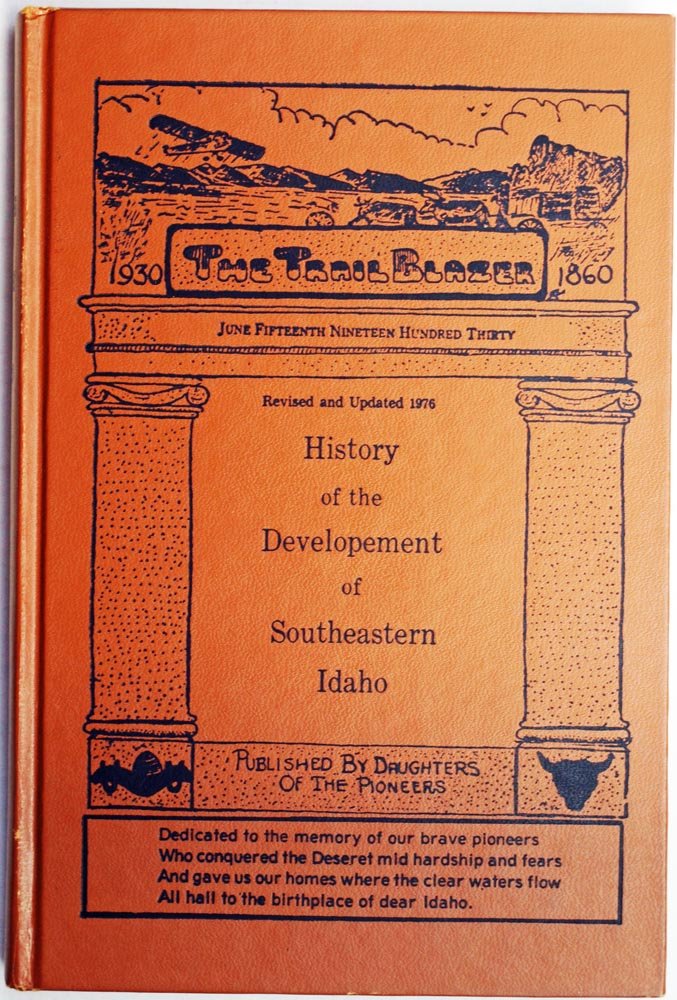 1930 THE TRAIL BLAZER 1860
JUNE FIFTEENTH NINETEEN HUNDRED THIRTY
Revised and Updated 1976
History
of the
Developement
of
Southeastern
Idaho
PUBLISHED BY DAUGHTERS
OF THE PIONEERS
Dedicated to the memory of our brave pioneers
Who conquered the Deseret mid hardship and fears
And gave us our homes where the clear waters flow
All hail to the birthplace of dear Idaho.